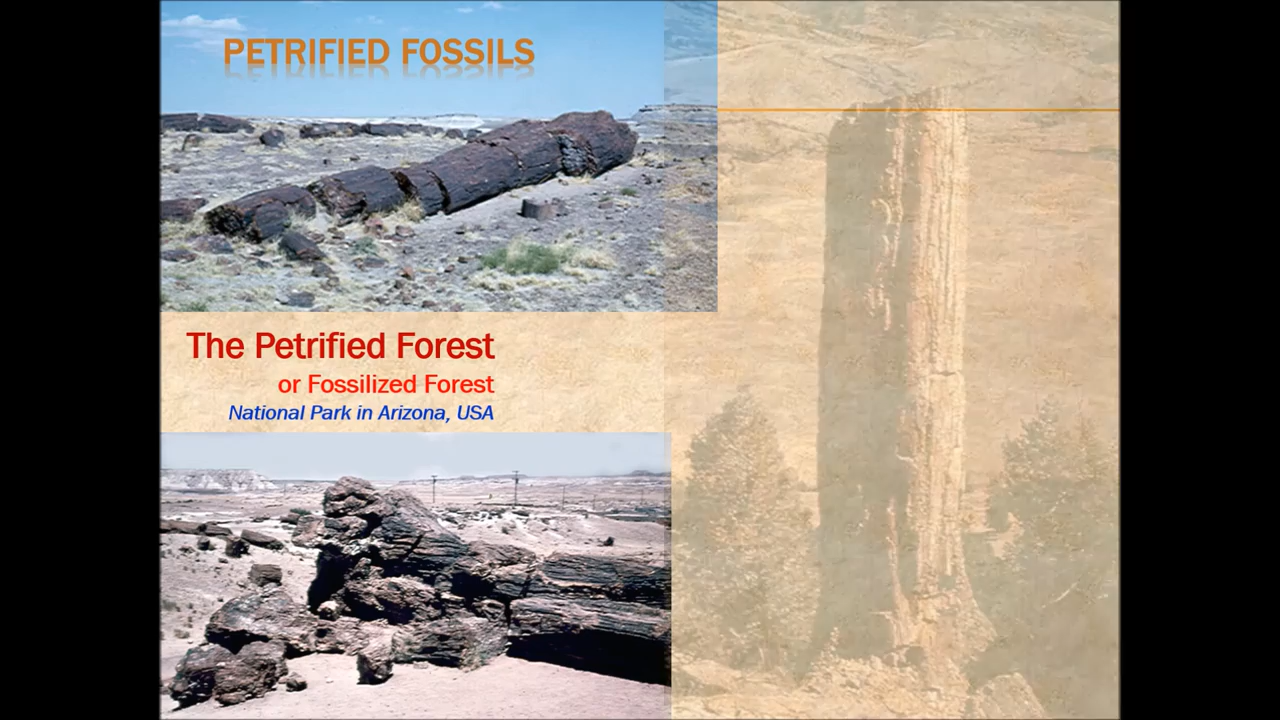 PETRIFIED FOSSILS
The Petrified Forest
or Fossilized Forest
National Park in Arizona, USA